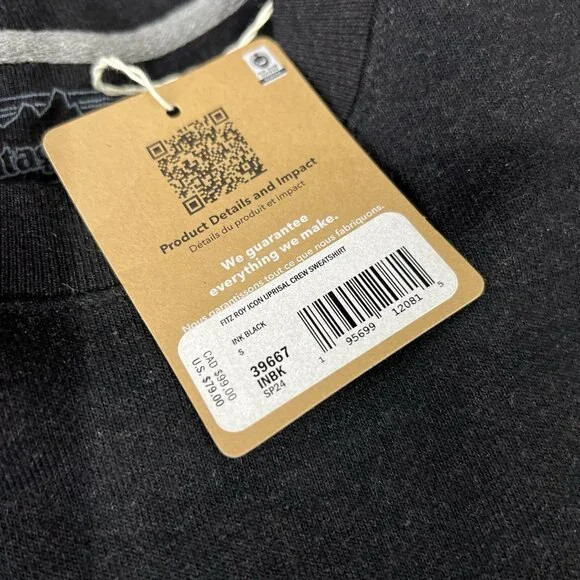 tag
Product Details and Impact
Détails du produit et impact
We guarantee
everything we make.
Nous garantissons tout ce que nous fabriquons.
FITZ ROY ICON UPRISAL CREW SWEATSHIRT
INK BLACK
S
39667
INBK
SP24
CAD $99.00
U.S. $79.00
1 95699 12081 5